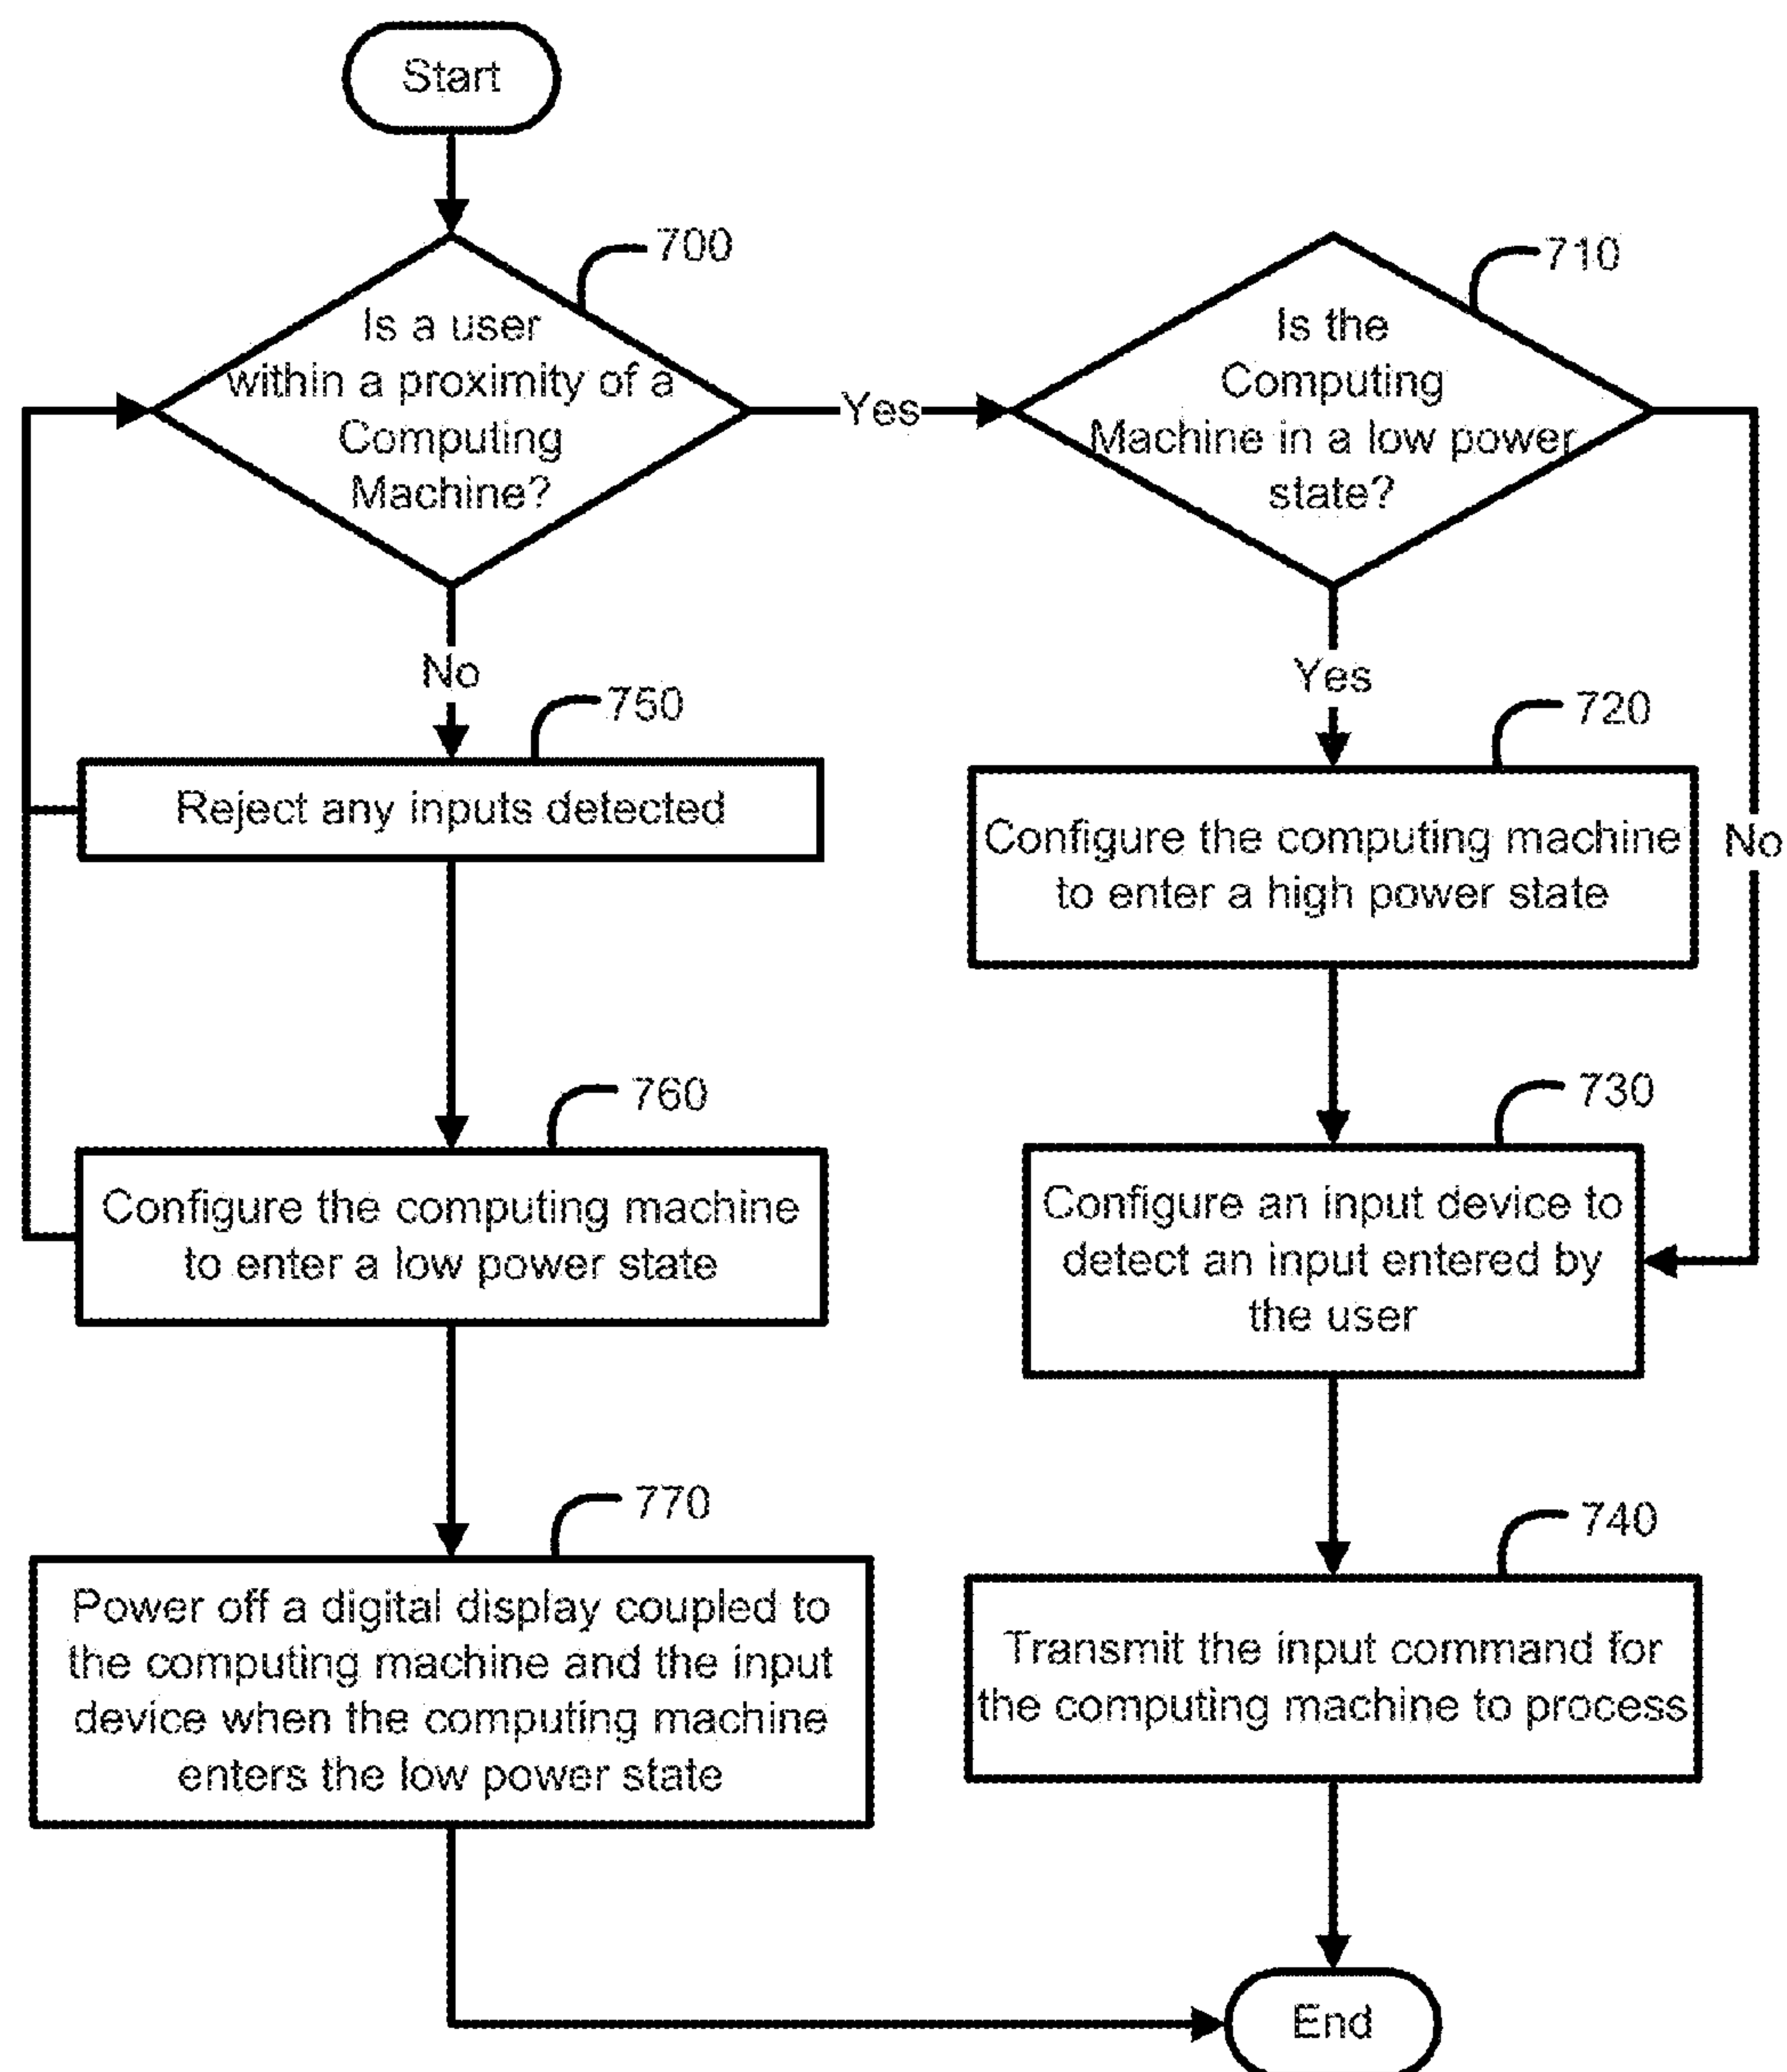 Start
700
Is a user
within a proximity of a
Computing
Machine?
Yes
710
Is the
Computing
Machine in a low power
state?
No
750
Reject any inputs detected
Yes
720
Configure the computing machine
to enter a high power state
No
760
Configure the computing machine
to enter a low power state
730
Configure an input device to
detect an input entered by
the user
770
Power off a digital display coupled to
the computing machine and the input
device when the computing machine
enters the low power state
740
Transmit the input command for
the computing machine to process
End